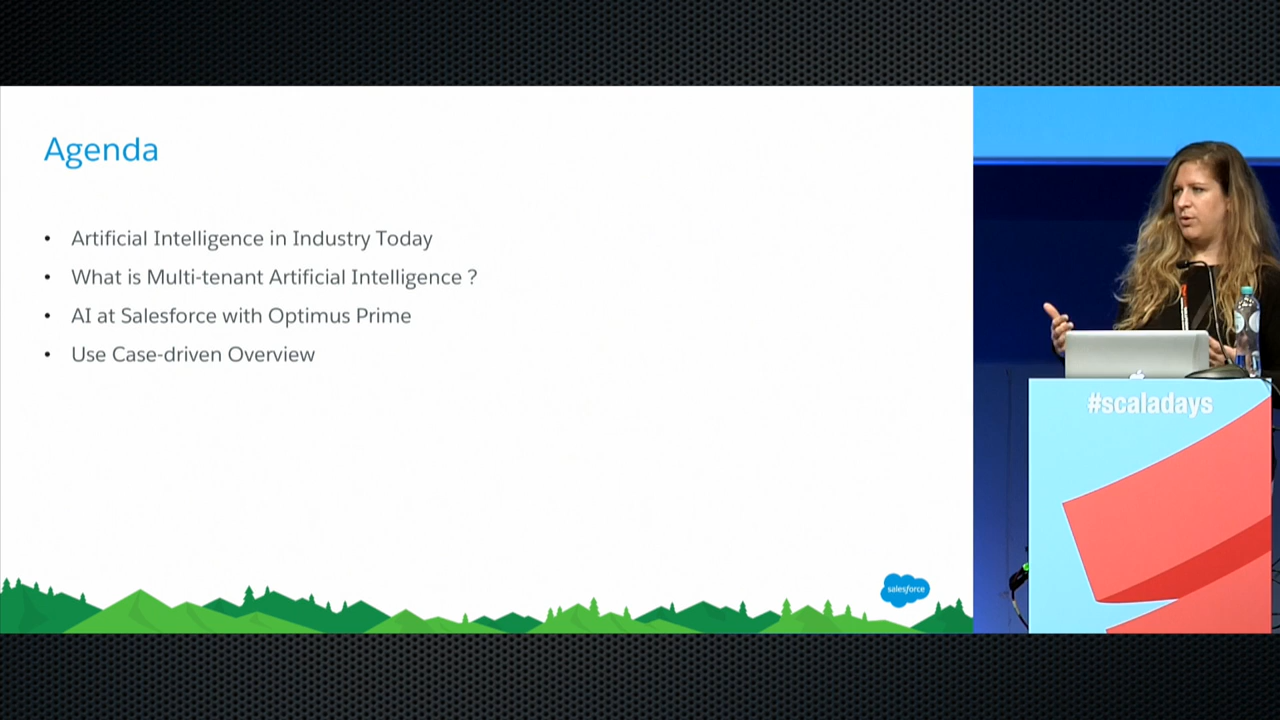 Agenda
• Artificial Intelligence in Industry Today
• What is Multi-tenant Artificial Intelligence ?
• AI at Salesforce with Optimus Prime
• Use Case-driven Overview
salesforce
#scaladays